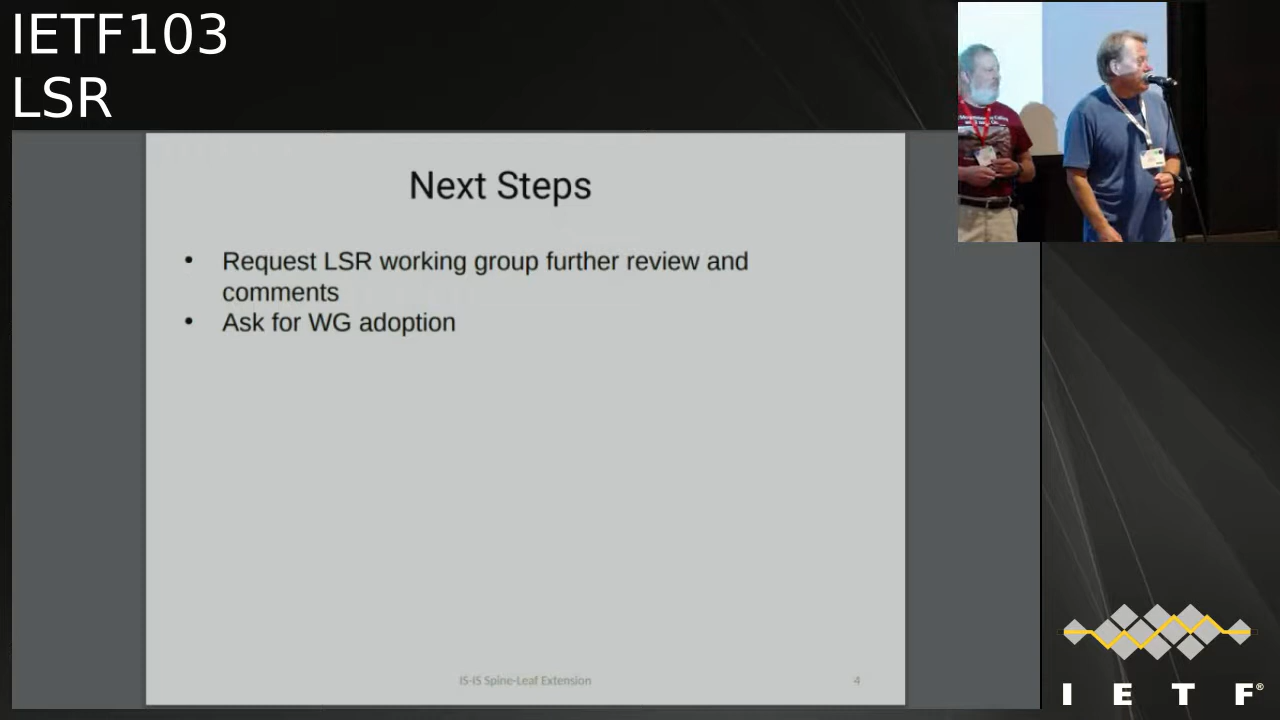 IETF103
LSR
Next Steps
• Request LSR working group further review and
comments
• Ask for WG adoption
IS-IS Spine-Leaf Extension 4
I E T F®